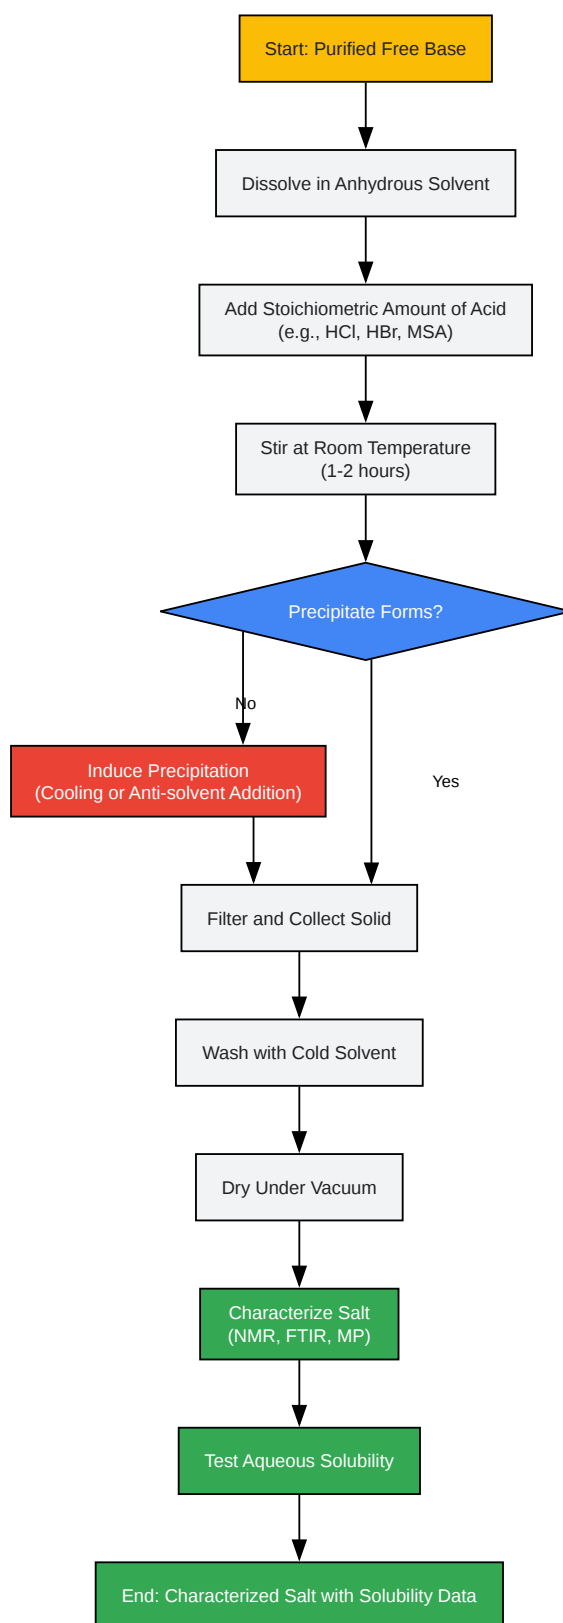 Start: Purified Free Base
Dissolve in Anhydrous Solvent
Add Stoichiometric Amount of Acid
(e.g., HCl, HBr, MSA)
Stir at Room Temperature
(1-2 hours)
Precipitate Forms?
No
Induce Precipitation
(Cooling or Anti-solvent Addition)
Yes
Filter and Collect Solid
Wash with Cold Solvent
Dry Under Vacuum
Characterize Salt
(NMR, FTIR, MP)
Test Aqueous Solubility
End: Characterized Salt with Solubility Data